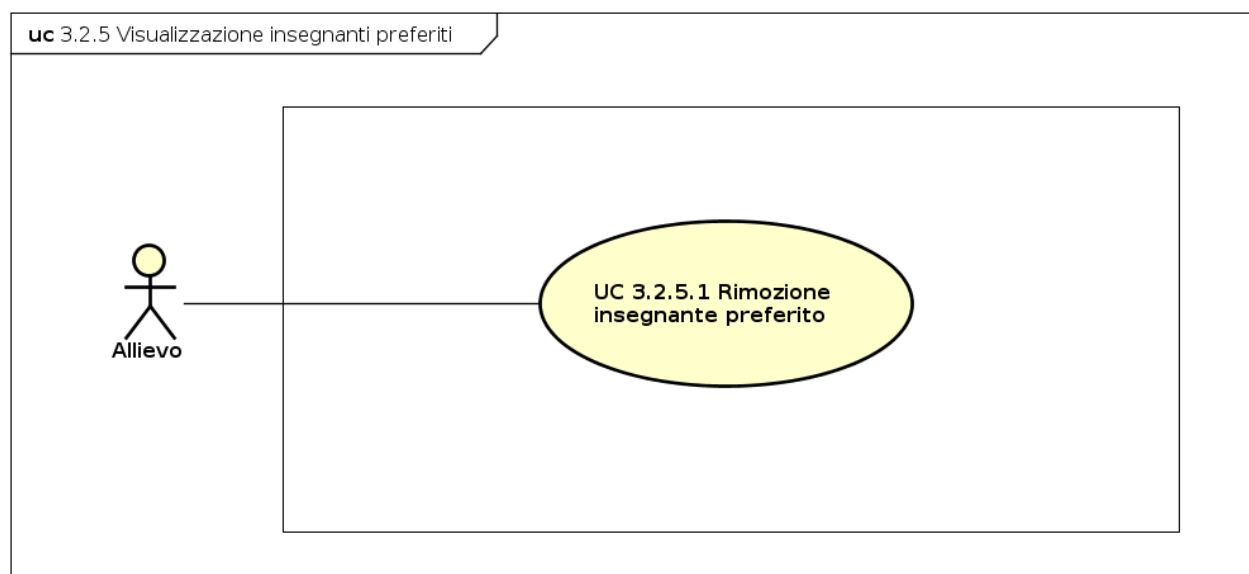 uc 3.2.5 Visualizzazione insegnanti preferiti
UC 3.2.5.1 Rimozione
insegnante preferito
Allievo